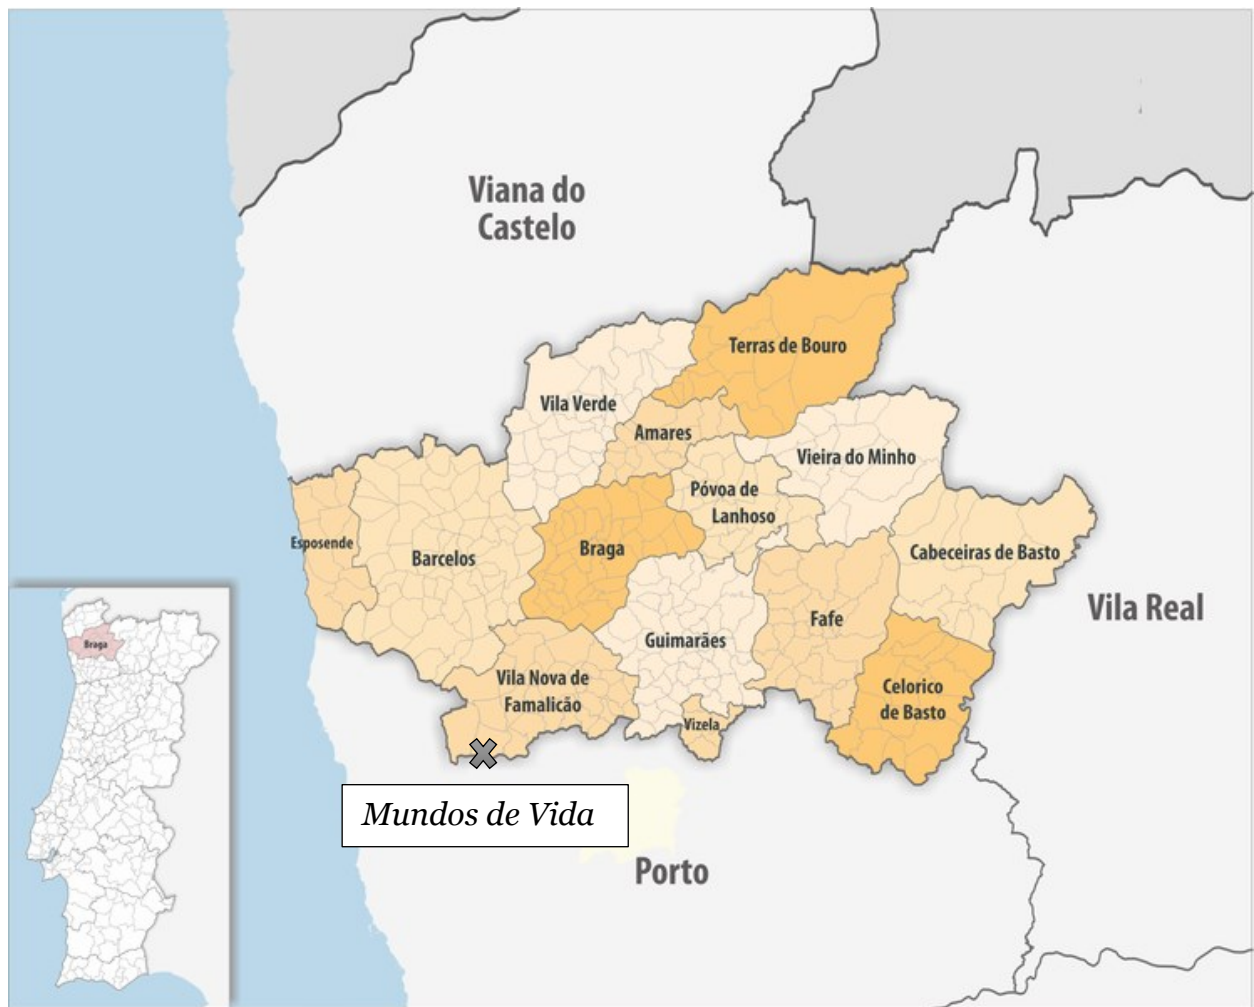 Viana do
Castelo
Terras de Bouro
Vila Verde
Amares
Vieira do Minho
Póvoa de
Lanhoso
Esposende
Barcelos
Braga
Cabeceiras de Basto
Vila Real
Fafe
Guimarães
Braga
Vila Nova de
Famalicão
Celorico
de Basto
Vizela
Mundos de Vida
Porto